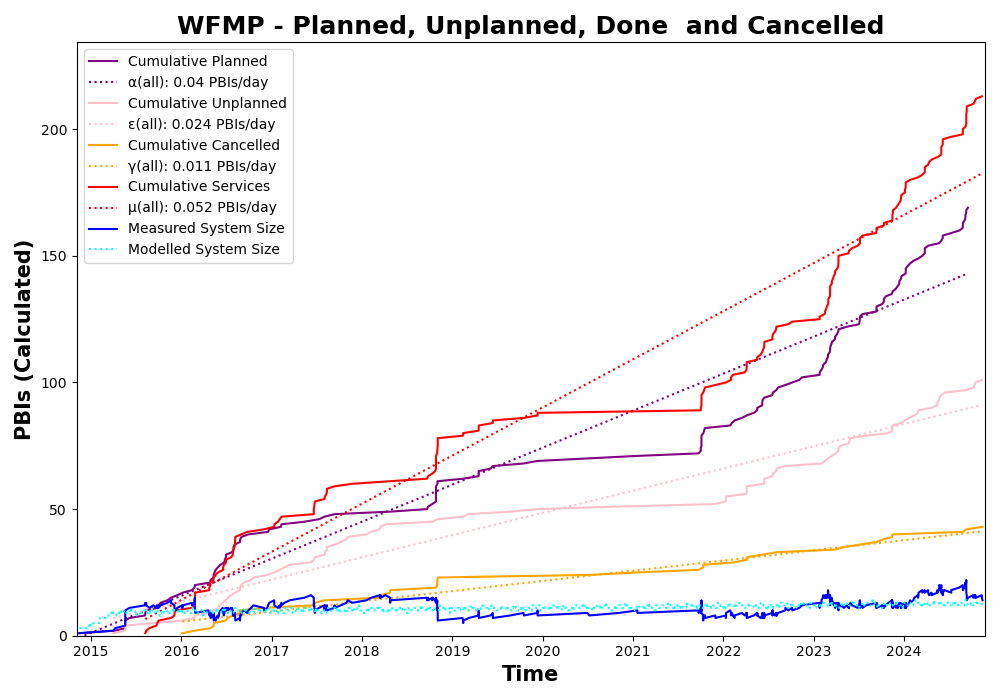 WFMP - Planned, Unplanned, Done  and Cancelled
PBIs (Calculated)
200
150
100
50
0
Cumulative Planned
α(all): 0.04 PBIs/day
Cumulative Unplanned
ε(all): 0.024 PBIs/day
Cumulative Cancelled
γ(all): 0.011 PBIs/day
Cumulative Services
μ(all): 0.052 PBIs/day
Measured System Size
Modelled System Size
2015 2016 2017 2018 2019 2020 2021 2022 2023 2024
Time